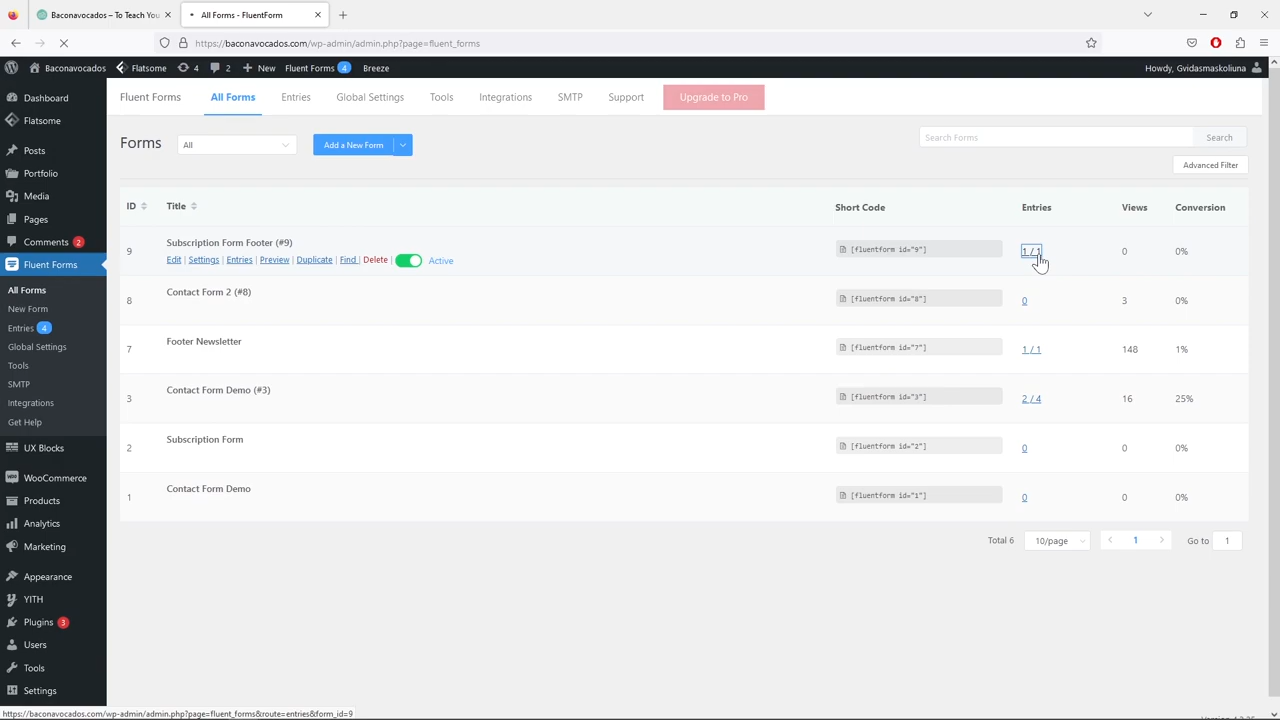 Baconavocados – To Teach You
All Forms - FluentForm
https://baconavocados.com/wp-admin/admin.php?page=fluent_forms
Baconavocados Flatsome 4 2 New Fluent Forms 4 Breeze Howdy, Gvidasmaskoliuna
Dashboard
Flatsome
Posts
Portfolio
Media
Pages
Comments 2
Fluent Forms
All Forms
New Form
Entries 4
Global Settings
Tools
SMTP
Integrations
Get Help
UX Blocks
WooCommerce
Products
Analytics
Marketing
Appearance
YITH
Plugins 3
Users
Tools
Settings
Fluent Forms All Forms Entries Global Settings Tools Integrations SMTP Support Upgrade to Pro
Forms All Add a New Form Search Forms Search
Advanced Filter
ID Title Short Code Entries Views Conversion
9 Subscription Form Footer (#9) [fluentform id="9"] 1 / 1 0 0%
Edit | Settings | Entries | Preview | Duplicate | Find | Delete | Active
8 Contact Form 2 (#8) [fluentform id="8"] 0 3 0%
7 Footer Newsletter [fluentform id="7"] 1 / 1 148 1%
3 Contact Form Demo (#3) [fluentform id="3"] 2 / 4 16 25%
2 Subscription Form [fluentform id="2"] 0 0 0%
1 Contact Form Demo [fluentform id="1"] 0 0 0%
Total 6 10/page 1 Go to 1
https://baconavocados.com/wp-admin/admin.php?page=fluent_forms&route=entries&form_id=9